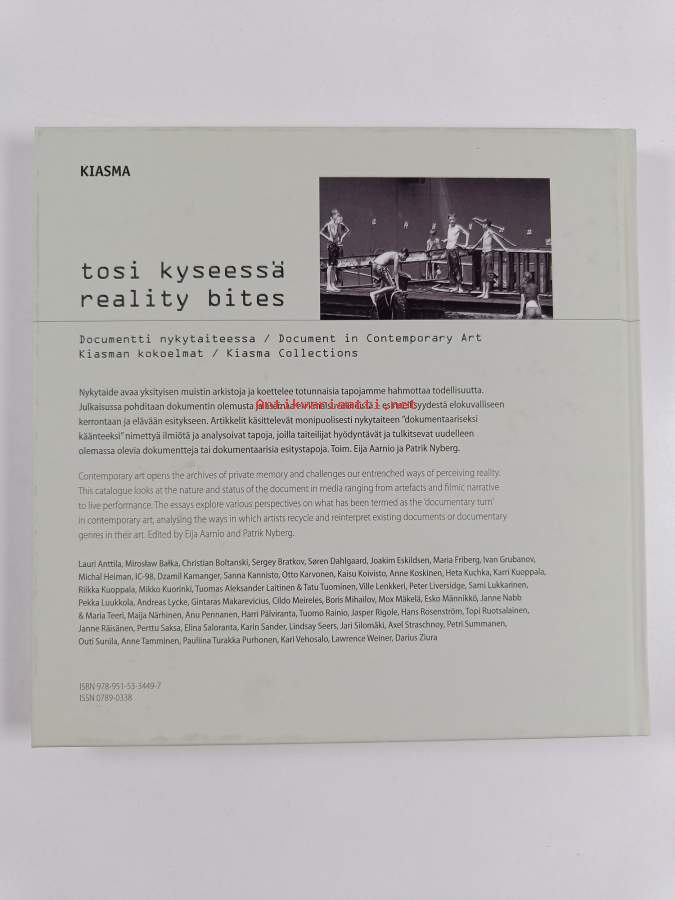 KIASMA
tosi kyseessä
reality bites
Documentti nykytaiteessa / Document in Contemporary Art
Kiasman kokoelmat / Kiasma Collections
Nykytaide avaa yksityisen muistin arkistoja ja koettelee totunnaisia tapojamme hahmottaa todellisuutta.
Julkaisussa pohditaan dokumentin olemusta ja esineellisyydestä elokuvalliseen
Antikvariaatti.net
kerrontaan ja elävään esitykseen. Artikkelit käsittelevät monipuolisesti nykytaiteen "dokumentaariseksi
käänteeksi" nimettyä ilmiötä ja analysoivat tapoja, joilla taiteilijat hyödyntävät ja tulkitsevat uudelleen
olemassa olevia dokumentteja tai dokumentaarisia esitystapoja. Toim. Eija Aarnio ja Patrik Nyberg.
Contemporary art opens the archives of private memory and challenges our entrenched ways of perceiving reality.
This catalogue looks at the nature and status of the document in media ranging from artefacts and filmic narrative
to live performance. The essays explore various perspectives on what has been termed as the 'documentary turn'
in contemporary art, analysing the ways in which artists recycle and reinterpret existing documents or documentary
genres in their art. Edited by Eija Aarnio and Patrik Nyberg.
Lauri Anttila, Mirosław Bałka, Christian Boltanski, Sergey Bratkov, Søren Dahlgaard, Joakim Eskildsen, Maria Friberg, Ivan Grubanov,
Michal Heiman, IC-98, Dzamil Kamanger, Sanna Kannisto, Otto Karvonen, Kaisu Koivisto, Anne Koskinen, Heta Kuchka, Karri Kuoppala,
Riikka Kuoppala, Mikko Kuorinki, Tuomas Aleksander Laitinen & Tatu Tuominen, Ville Lenkkeri, Peter Liversidge, Sami Lukkarinen,
Pekka Luukkola, Andreas Lycke, Gintaras Makarevicius, Cildo Meireles, Boris Mihailov, Mox Mäkelä, Esko Männikkö, Janne Nabb
& Maria Teeri, Maija Närhinen, Anu Pennanen, Harri Pälviranta, Tuomo Rainio, Jasper Rigole, Hans Rosenström, Topi Ruotsalainen,
Janne Räisänen, Perttu Saksa, Elina Saloranta, Karin Sander, Lindsay Seers, Jari Silomäki, Axel Straschnoy, Petri Summanen,
Outi Sunila, Anne Tamminen, Pauliina Turakka Purhonen, Kari Vehosalo, Lawrence Weiner, Darius Ziura
ISBN 978-951-53-3449-7
ISSN 0789-0338